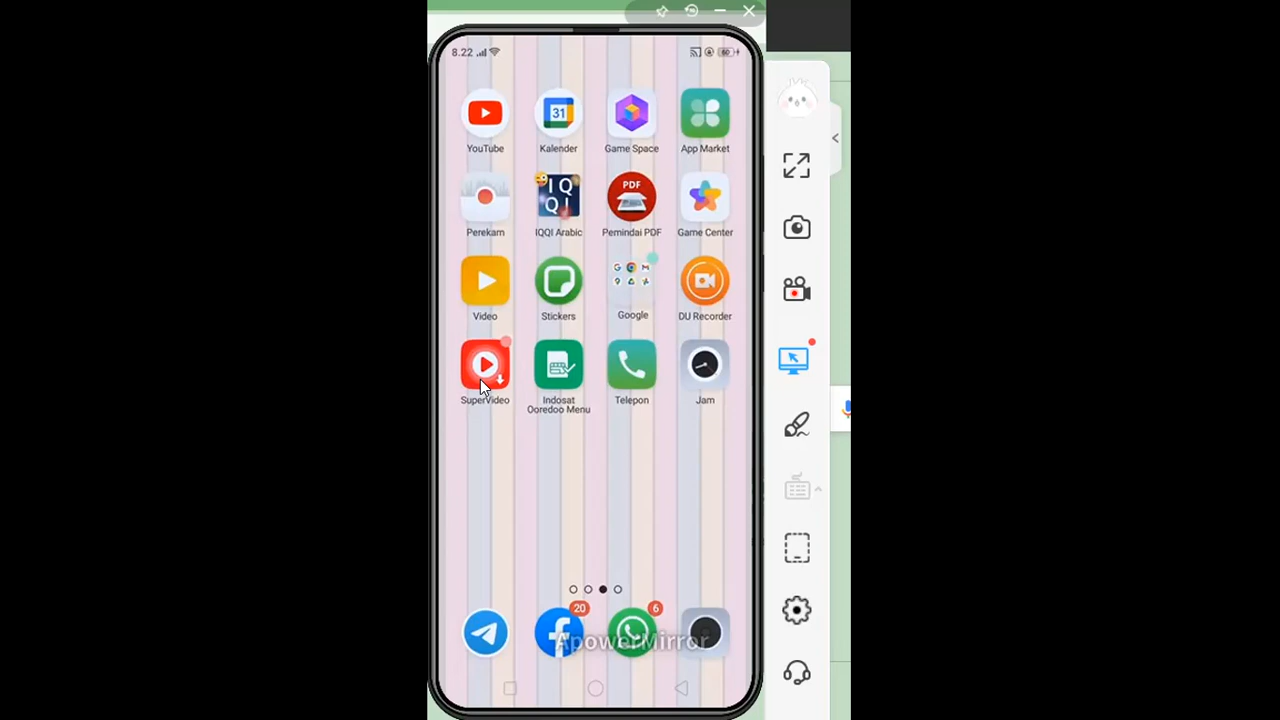 8.22
60
31
YouTube
Kalender
Game Space
App Market
I Q
Q I
PDF
Perekam
IQQI Arabic
Pemindai PDF
Game Center
Video
Stickers
Google
DU Recorder
SuperVideo
Indosat
Ooredoo Menu
Telepon
Jam
20
6
ApowerMirror